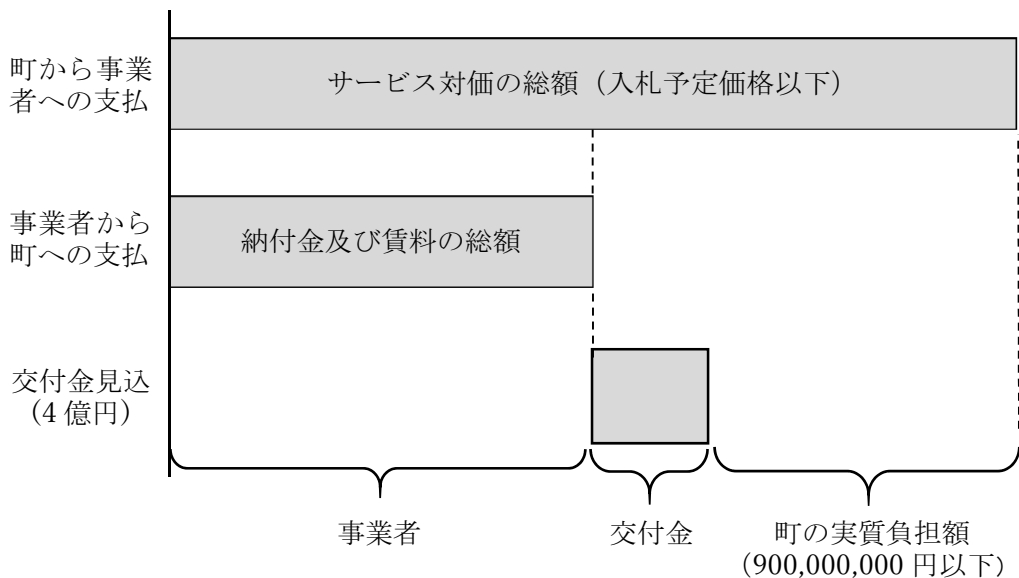 町から事業
者への支払
サービス対価の総額（入札予定価格以下）
事業者から
町への支払
納付金及び賃料の総額
交付金見込
（4 億円）
事業者
交付金
町の実質負担額
（900,000,000 円以下）